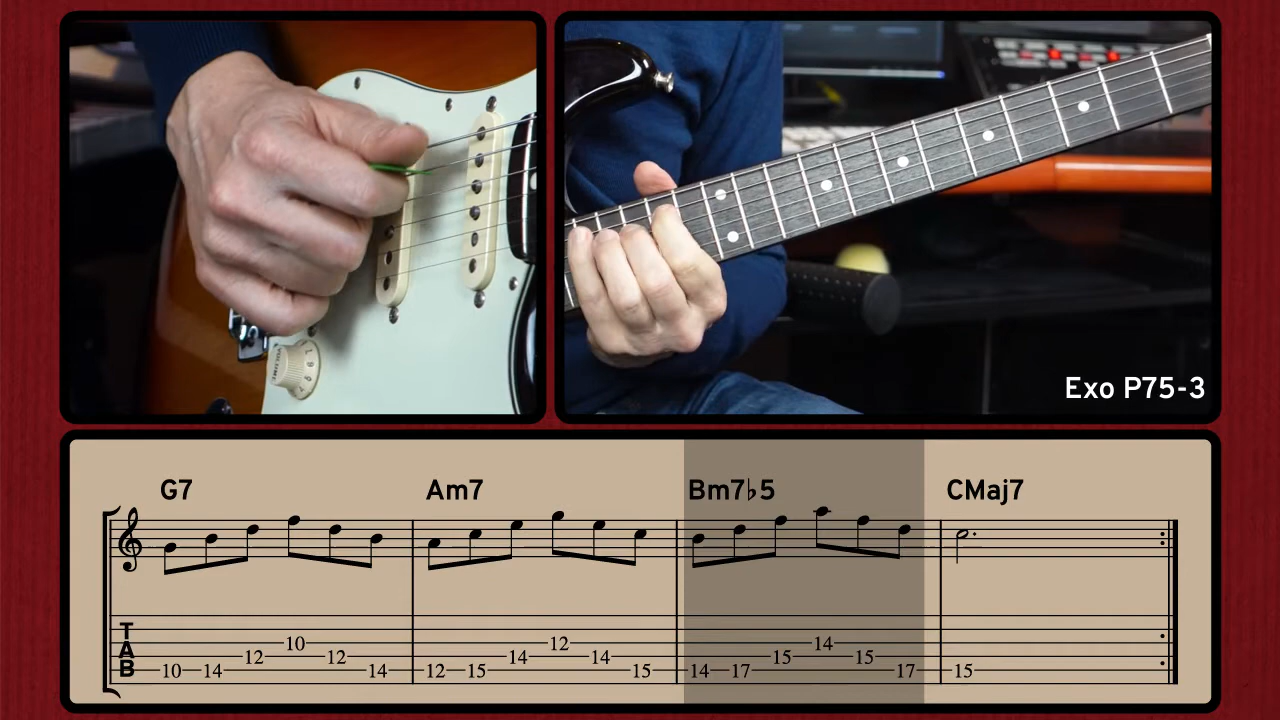 Exo P75-3
G7 Am7 Bm7♭5 CMaj7
T
A
B
10 12 14
10 14 12 12 14 12 15 14 14 15 14 17 15 15 17 15